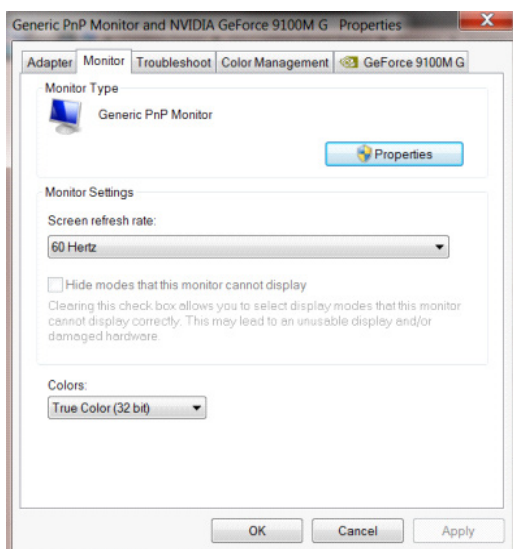 Generic PnP Monitor and NVIDIA GeForce 9100M G Properties
X
Adapter Monitor Troubleshoot Color Management GeForce 9100M G
Monitor Type
Generic PnP Monitor
Properties
Monitor Settings
Screen refresh rate:
60 Hertz
Hide modes that this monitor cannot display
Clearing this check box allows you to select display modes that this monitor
cannot display correctly. This may lead to an unusable display and/or
damaged hardware.
Colors:
True Color (32 bit)
OK Cancel Apply